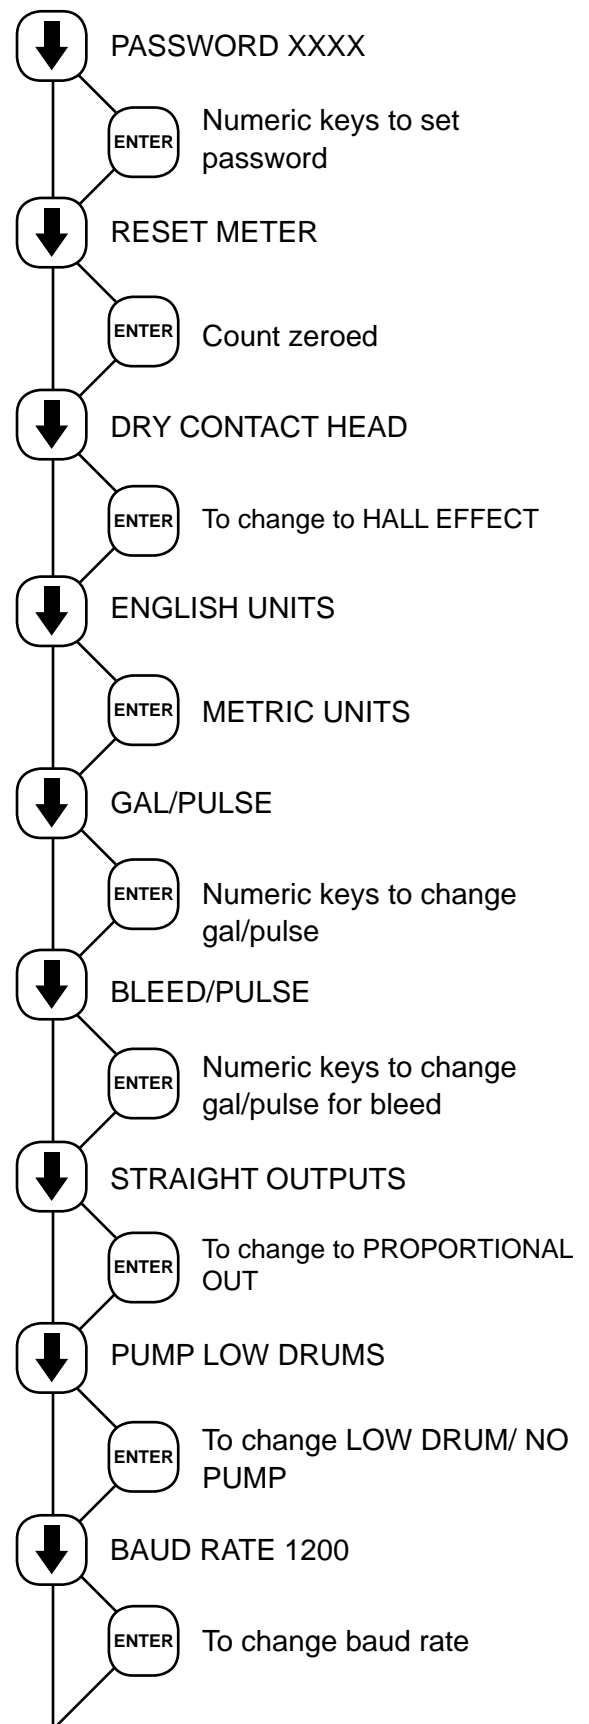 PASSWORD XXXX
ENTER
Numeric keys to set
password
RESET METER
ENTER
Count zeroed
DRY CONTACT HEAD
ENTER
To change to HALL EFFECT
ENGLISH UNITS
ENTER
METRIC UNITS
GAL/PULSE
ENTER
Numeric keys to change
gal/pulse
BLEED/PULSE
ENTER
Numeric keys to change
gal/pulse for bleed
STRAIGHT OUTPUTS
ENTER
To change to PROPORTIONAL
OUT
PUMP LOW DRUMS
ENTER
To change LOW DRUM/ NO
PUMP
BAUD RATE 1200
ENTER
To change baud rate